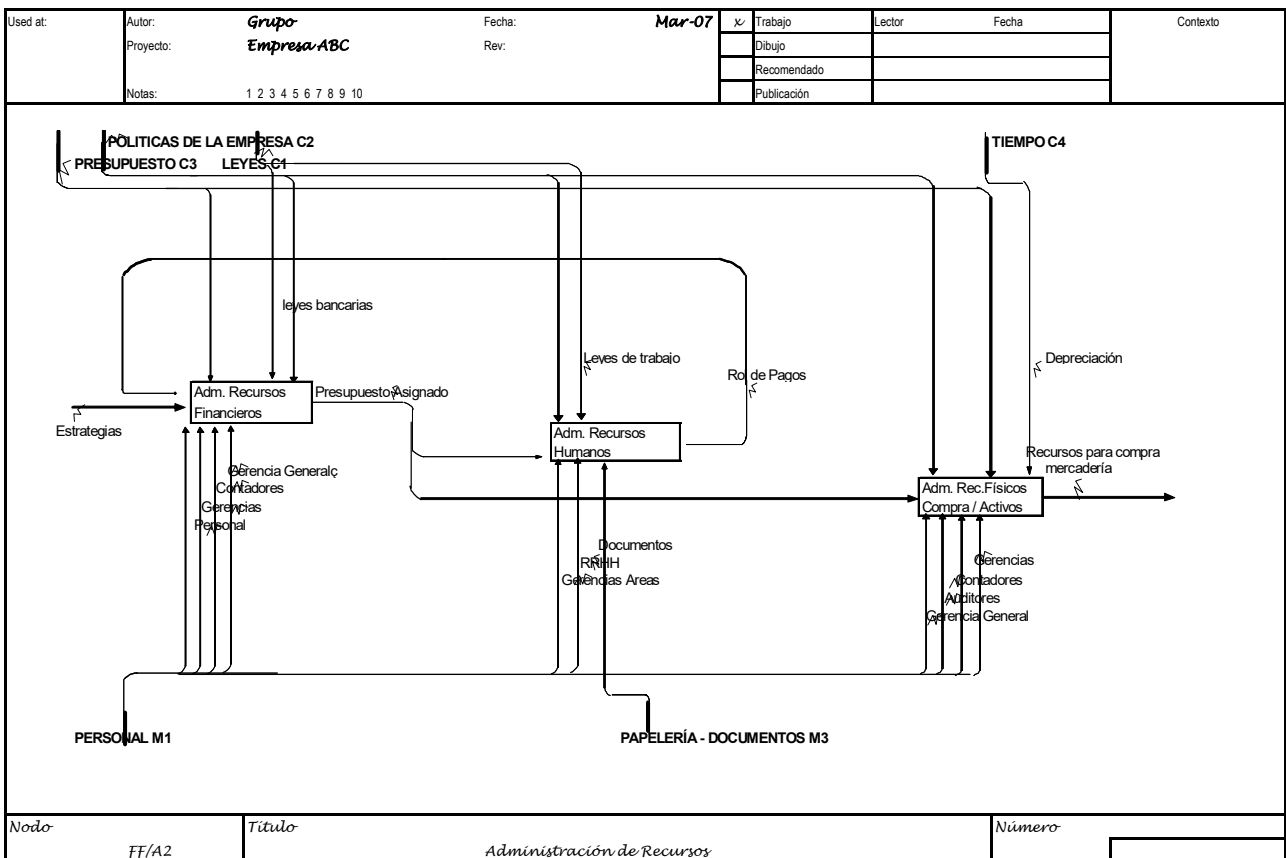 Used at:
Autor: Grupo Fecha: Mar-07 x Trabajo Lector Fecha Contexto
Proyecto: Empresa ABC Rev: Dibujo
Recomendado
Notas: 1 2 3 4 5 6 7 8 9 10 Publicación
POLITICAS DE LA EMPRESA C2 TIEMPO C4
PRESUPUESTO C3 LEYES C1
leyes bancarias
Leyes de trabajo Depreciación
Rol de Pagos
Adm. Recursos
Financieros
Presupuesto Asignado
Estrategias
Adm. Recursos
Humanos
Recursos para compra
mercadería
Gerencia Generalç
Contadores
Gerencias
Personal
Adm. Rec.Físicos
Compra / Activos
Documentos
RRHH
Gerencias Areas
Gerencias
Contadores
Auditores
Gerencia General
PERSONAL M1 PAPELERÍA - DOCUMENTOS M3
Nodo Título Número
FF/A2 Administración de Recursos